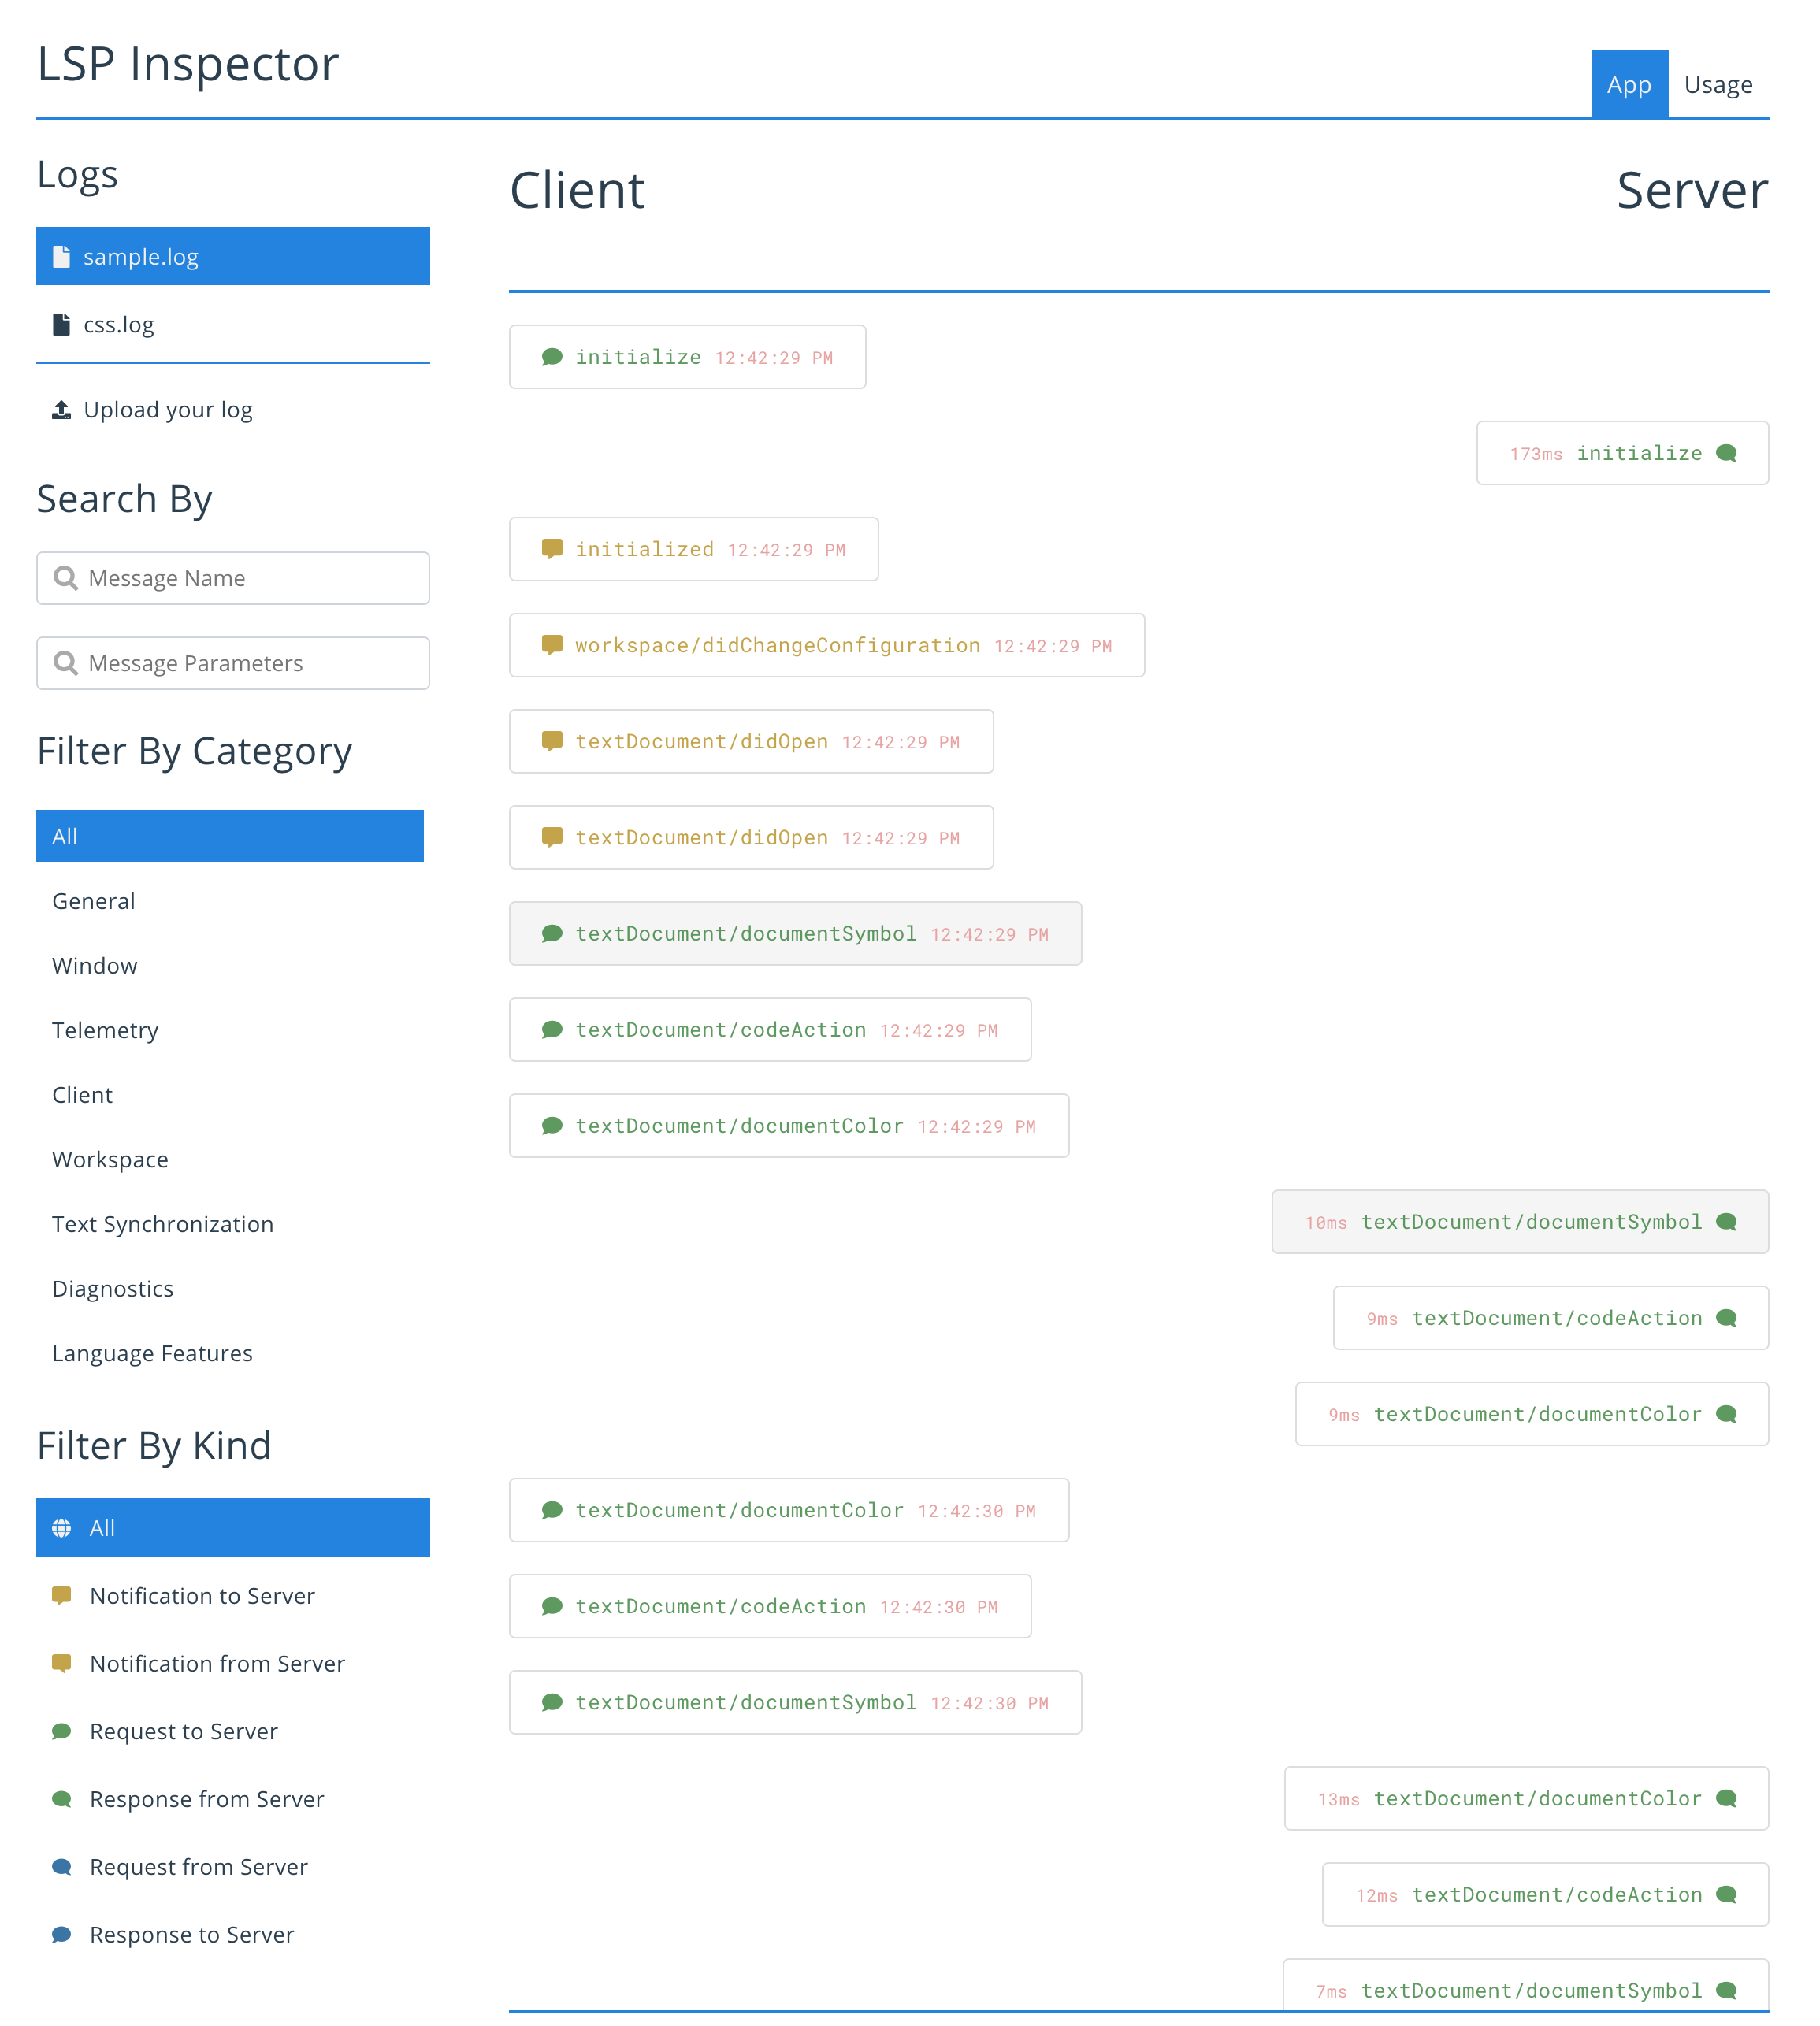 LSP Inspector
App Usage
Logs
sample.log
css.log
Upload your log
Search By
Message Name
Message Parameters
Filter By Category
All
General
Window
Telemetry
Client
Workspace
Text Synchronization
Diagnostics
Language Features
Filter By Kind
All
Notification to Server
Notification from Server
Request to Server
Response from Server
Request from Server
Response to Server
Client Server
initialize 12:42:29 PM
173ms initialize
initialized 12:42:29 PM
workspace/didChangeConfiguration 12:42:29 PM
textDocument/didOpen 12:42:29 PM
textDocument/didOpen 12:42:29 PM
textDocument/documentSymbol 12:42:29 PM
textDocument/codeAction 12:42:29 PM
textDocument/documentColor 12:42:29 PM
10ms textDocument/documentSymbol
9ms textDocument/codeAction
9ms textDocument/documentColor
textDocument/documentColor 12:42:30 PM
textDocument/codeAction 12:42:30 PM
textDocument/documentSymbol 12:42:30 PM
13ms textDocument/documentColor
12ms textDocument/codeAction
7ms textDocument/documentSymbol